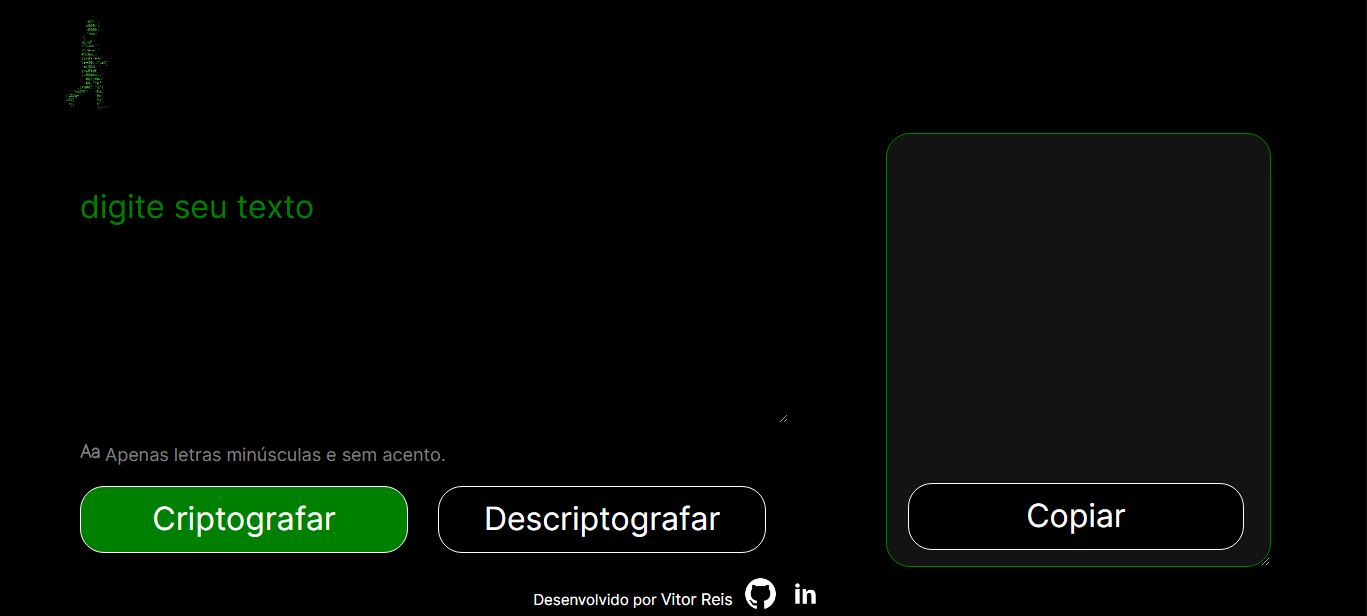 digite seu texto
Aa Apenas letras minúsculas e sem acento.
Criptografar
Descriptografar
Copiar
Desenvolvido por Vitor Reis
in